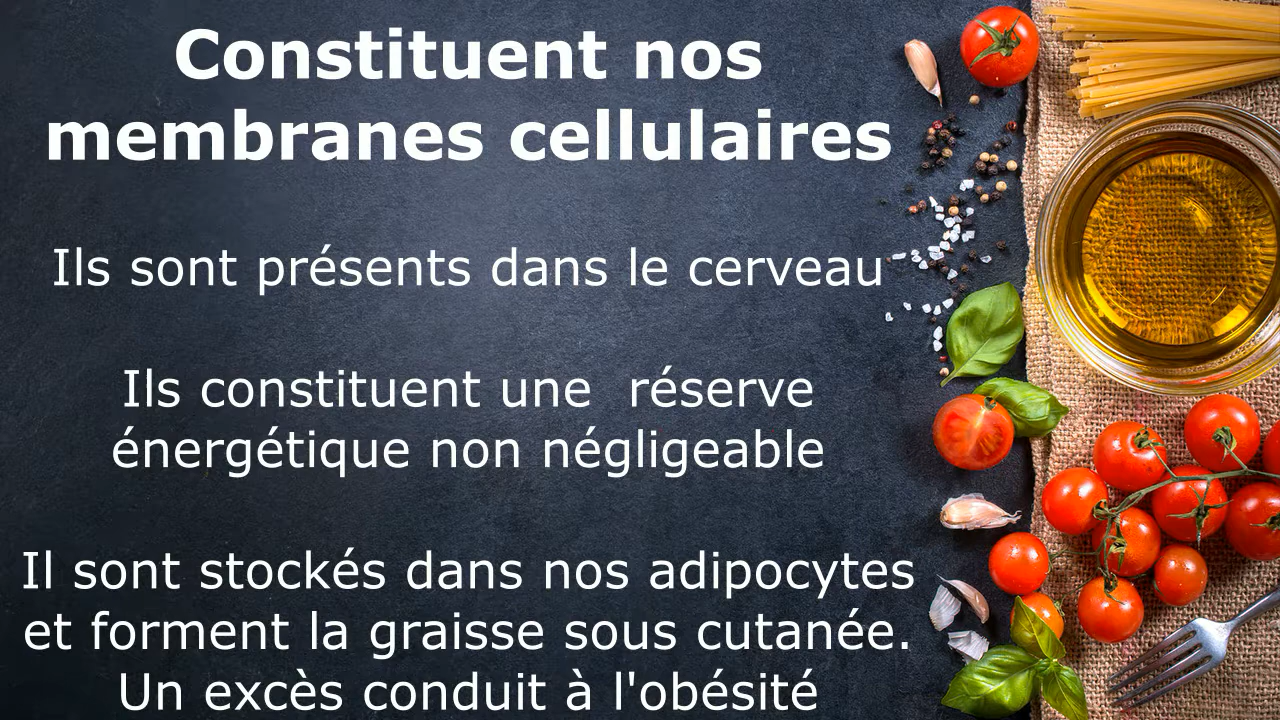 Constituent nos
membranes cellulaires
Ils sont présents dans le cerveau
Ils constituent une  réserve
énergétique non négligeable
Il sont stockés dans nos adipocytes
et forment la graisse sous cutanée.
Un excès conduit à l'obésité